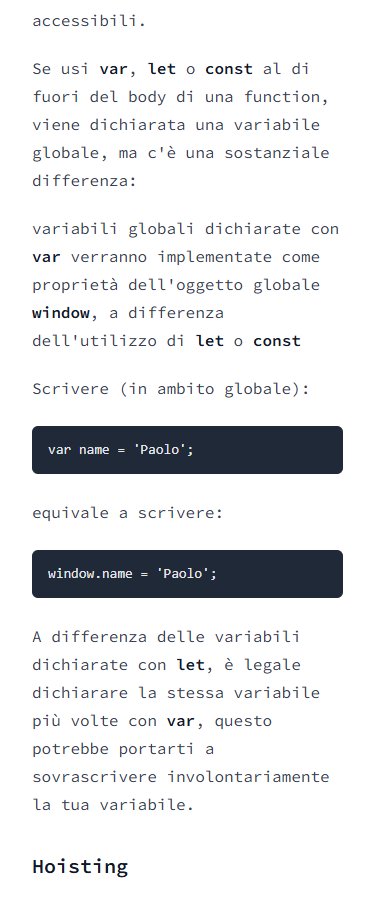 accessibili.
Se usi var, let o const al di
fuori del body di una function,
viene dichiarata una variabile
globale, ma c'è una sostanziale
differenza:
variabili globali dichiarate con
var verranno implementate come
proprietà dell'oggetto globale
window, a differenza
dell'utilizzo di let o const
Scrivere (in ambito globale):
var name = 'Paolo';
equivale a scrivere:
window.name = 'Paolo';
A differenza delle variabili
dichiarate con let, è legale
dichiarare la stessa variabile
più volte con var, questo
potrebbe portarti a
sovrascrivere involontariamente
la tua variabile.
Hoisting